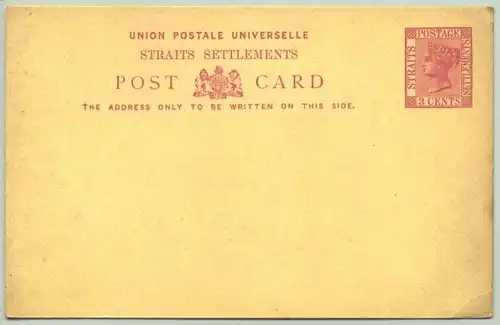 UNION POSTALE UNIVERSELLE
STRAITS SETTLEMENTS
POST CARD
THE ADDRESS ONLY TO BE WRITTEN ON THIS SIDE.
POSTAGE
STRAITS
SETTLEMENTS
3 CENTS